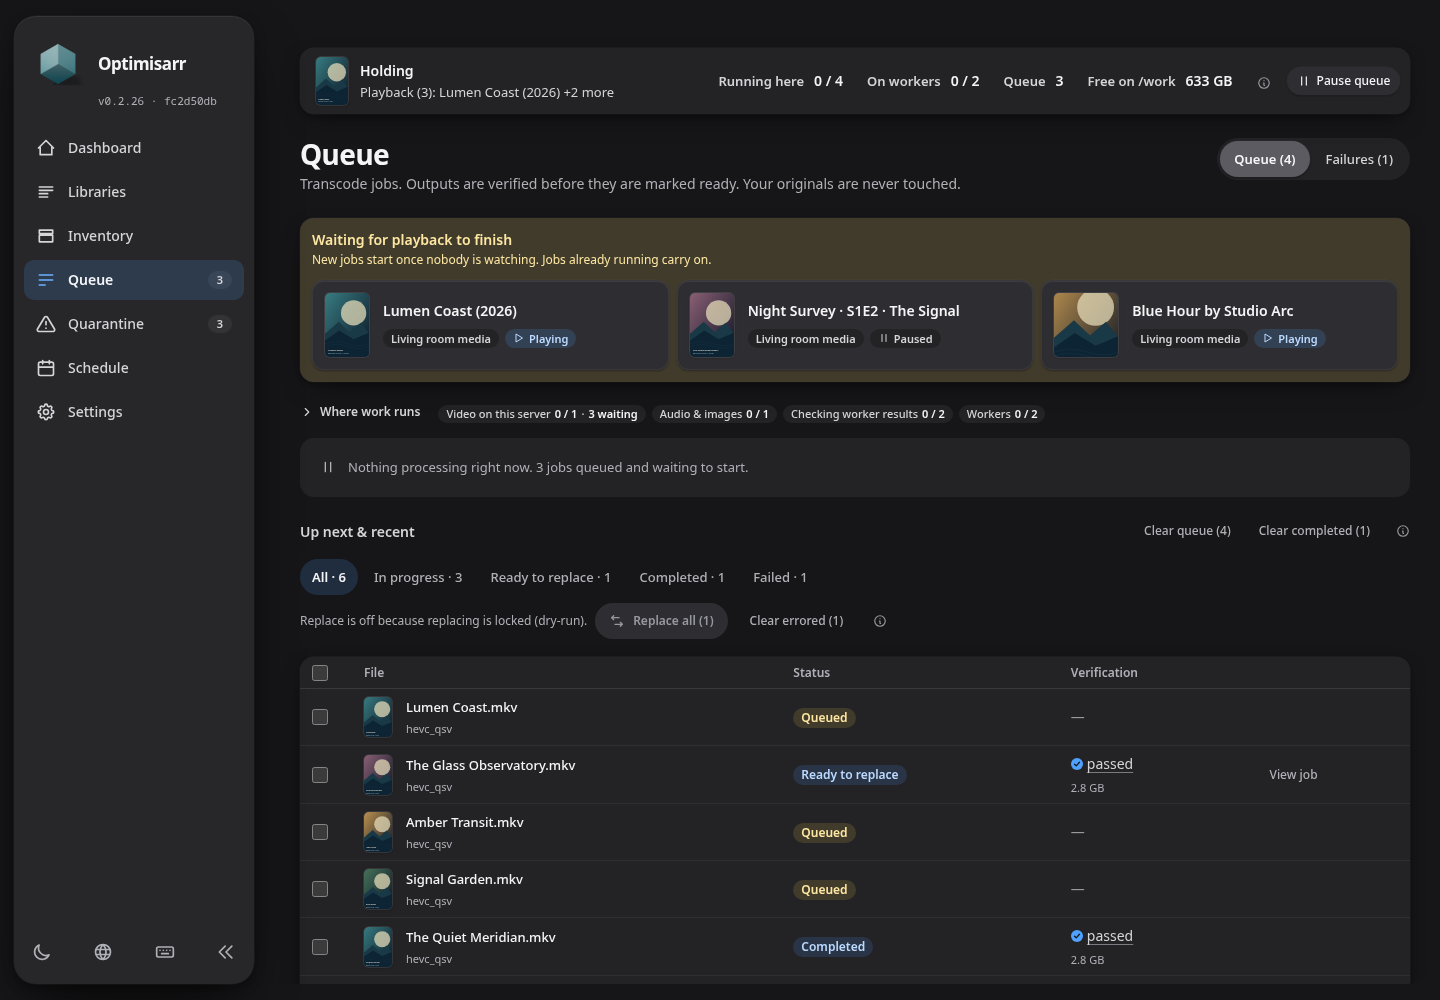 Optimisarr
v0.2.26 · fc2d50db
Dashboard
Libraries
Inventory
Queue 3
Quarantine 3
Schedule
Settings
Holding
Playback (3): Lumen Coast (2026) +2 more
Running here 0 / 4 On workers 0 / 2 Queue 3 Free on /work 633 GB
Pause queue
Queue
Transcode jobs. Outputs are verified before they are marked ready. Your originals are never touched.
Queue (4) Failures (1)
Waiting for playback to finish
New jobs start once nobody is watching. Jobs already running carry on.
Lumen Coast (2026)
Living room media Playing
Night Survey · S1E2 · The Signal
Living room media Paused
Blue Hour by Studio Arc
Living room media Playing
Where work runs Video on this server 0 / 1 · 3 waiting Audio & images 0 / 1 Checking worker results 0 / 2 Workers 0 / 2
Nothing processing right now. 3 jobs queued and waiting to start.
Up next & recent Clear queue (4) Clear completed (1)
All · 6 In progress · 3 Ready to replace · 1 Completed · 1 Failed · 1
Replace is off because replacing is locked (dry-run). Replace all (1) Clear errored (1)
File Status Verification
Lumen Coast.mkv
hevc_qsv
Queued —
The Glass Observatory.mkv
hevc_qsv
Ready to replace passed
2.8 GB
View job
Amber Transit.mkv
hevc_qsv
Queued —
Signal Garden.mkv
hevc_qsv
Queued —
The Quiet Meridian.mkv
hevc_qsv
Completed passed
2.8 GB